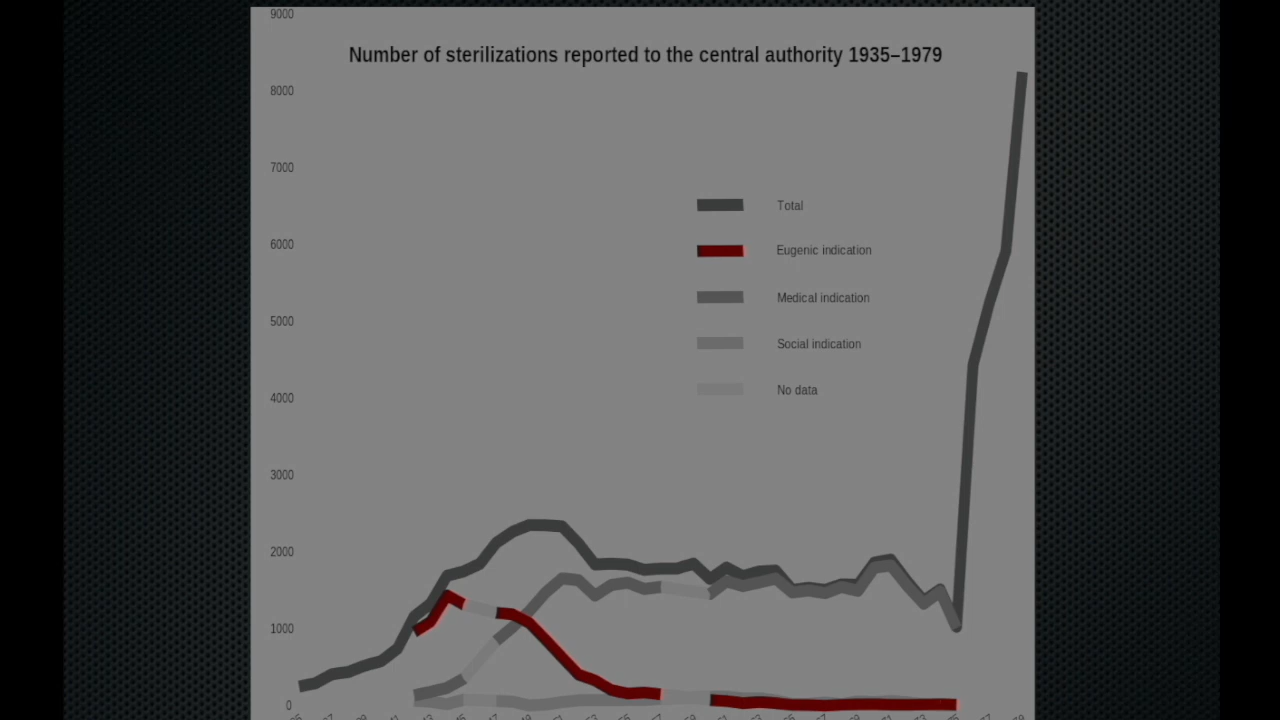 9000
Number of sterilizations reported to the central authority 1935–1979
8000
7000
Total
6000
Eugenic indication
Medical indication
5000
Social indication
No data
4000
3000
2000
1000
0